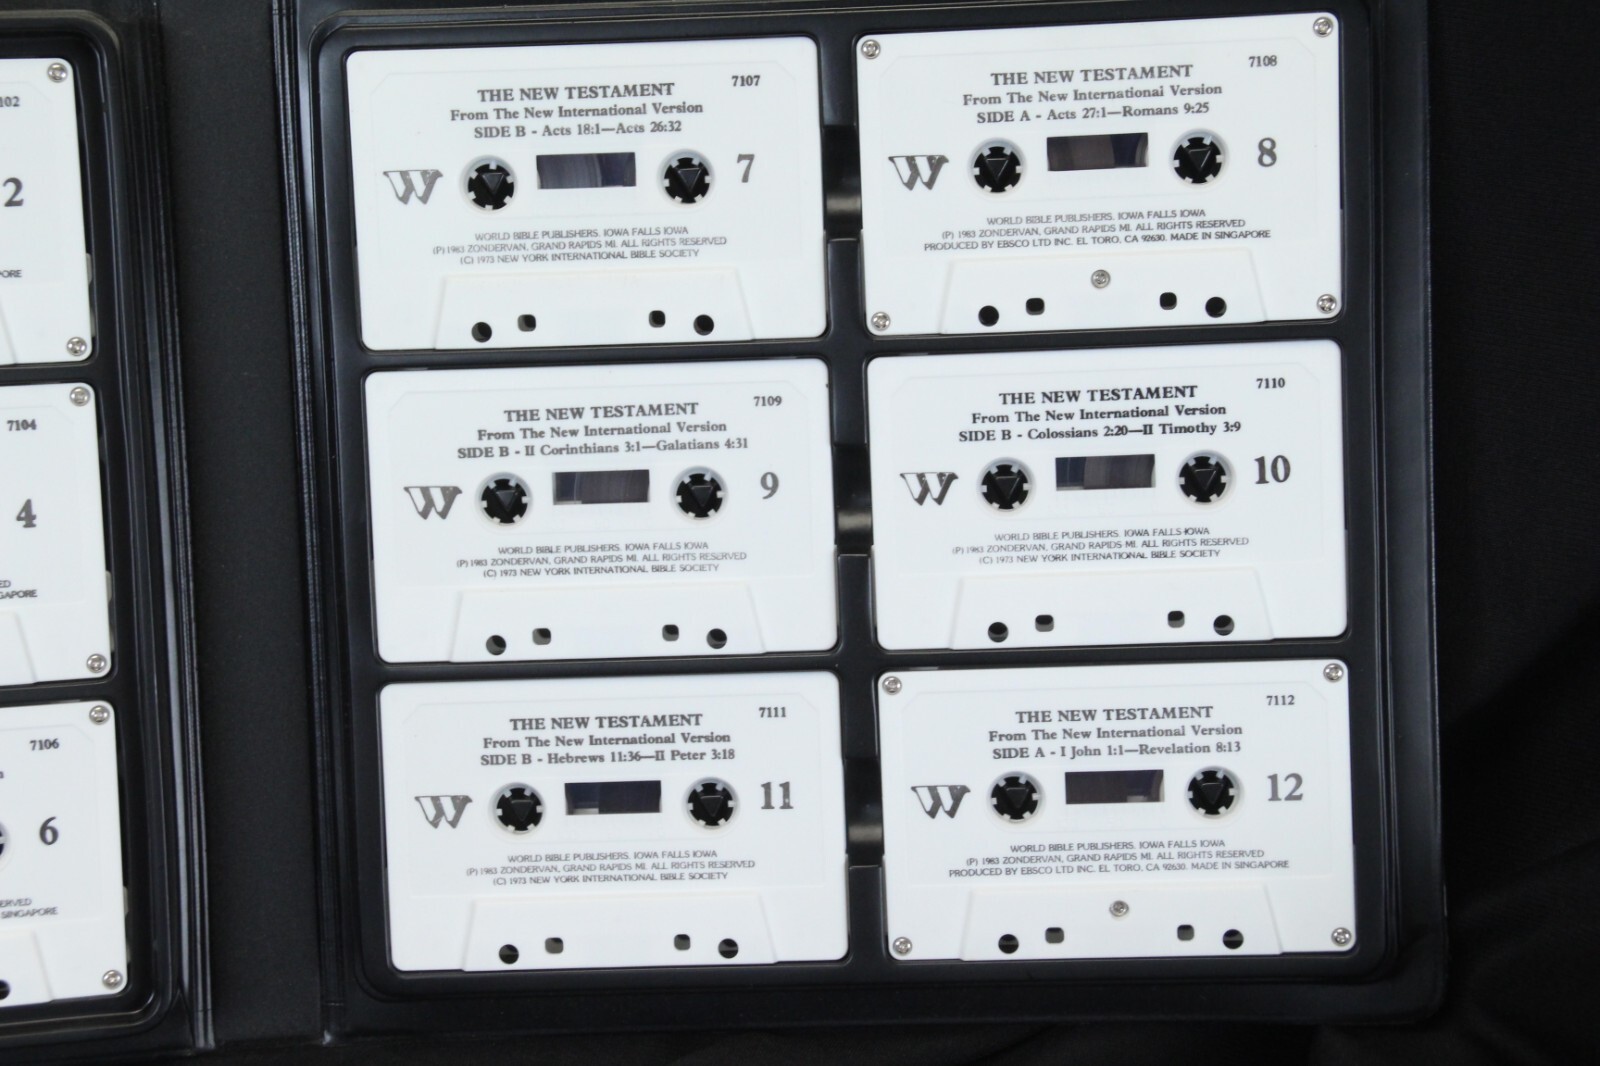 102
2
ORE
7104
4
ED
GAPORE
7106
6
ERVED
SINGAPORE
7107
THE NEW TESTAMENT
From The New International Version
SIDE B - Acts 18:1—Acts 26:32
W
7
WORLD BIBLE PUBLISHERS. IOWA FALLS IOWA
(P) 1983 ZONDERVAN, GRAND RAPIDS MI. ALL RIGHTS RESERVED
(C) 1973 NEW YORK INTERNATIONAL BIBLE SOCIETY
7108
THE NEW TESTAMENT
From The New International Version
SIDE A - Acts 27:1—Romans 9:25
W
8
WORLD BIBLE PUBLISHERS. IOWA FALLS IOWA
(P) 1983 ZONDERVAN, GRAND RAPIDS MI. ALL RIGHTS RESERVED
PRODUCED BY EBSCO LTD INC. EL TORO, CA 92630. MADE IN SINGAPORE
7109
THE NEW TESTAMENT
From The New International Version
SIDE B - II Corinthians 3:1—Galatians 4:31
W
9
WORLD BIBLE PUBLISHERS. IOWA FALLS IOWA
(P) 1983 ZONDERVAN, GRAND RAPIDS MI. ALL RIGHTS RESERVED
(C) 1973 NEW YORK INTERNATIONAL BIBLE SOCIETY
7110
THE NEW TESTAMENT
From The New International Version
SIDE B - Colossians 2:20—II Timothy 3:9
W
10
WORLD BIBLE PUBLISHERS. IOWA FALLS IOWA
(P) 1983 ZONDERVAN, GRAND RAPIDS MI. ALL RIGHTS RESERVED
(C) 1973 NEW YORK INTERNATIONAL BIBLE SOCIETY
7111
THE NEW TESTAMENT
From The New International Version
SIDE B - Hebrews 11:36—II Peter 3:18
W
11
WORLD BIBLE PUBLISHERS. IOWA FALLS IOWA
(P) 1983 ZONDERVAN, GRAND RAPIDS MI. ALL RIGHTS RESERVED
(C) 1973 NEW YORK INTERNATIONAL BIBLE SOCIETY
7112
THE NEW TESTAMENT
From The New International Version
SIDE A - I John 1:1—Revelation 8:13
W
12
WORLD BIBLE PUBLISHERS. IOWA FALLS IOWA
(P) 1983 ZONDERVAN, GRAND RAPIDS MI. ALL RIGHTS RESERVED
PRODUCED BY EBSCO LTD INC. EL TORO, CA 92630. MADE IN SINGAPORE